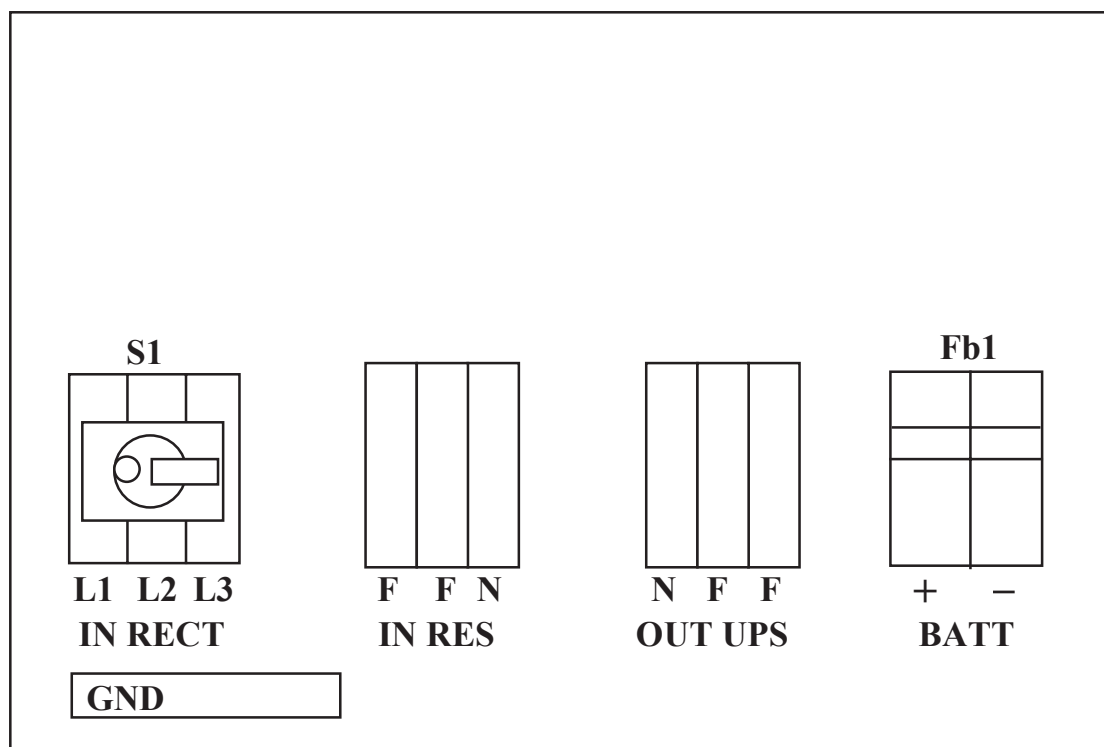 S1
Fb1
L1 L2 L3
F F N
N F F
+ −
IN RECT
IN RES
OUT UPS
BATT
GND